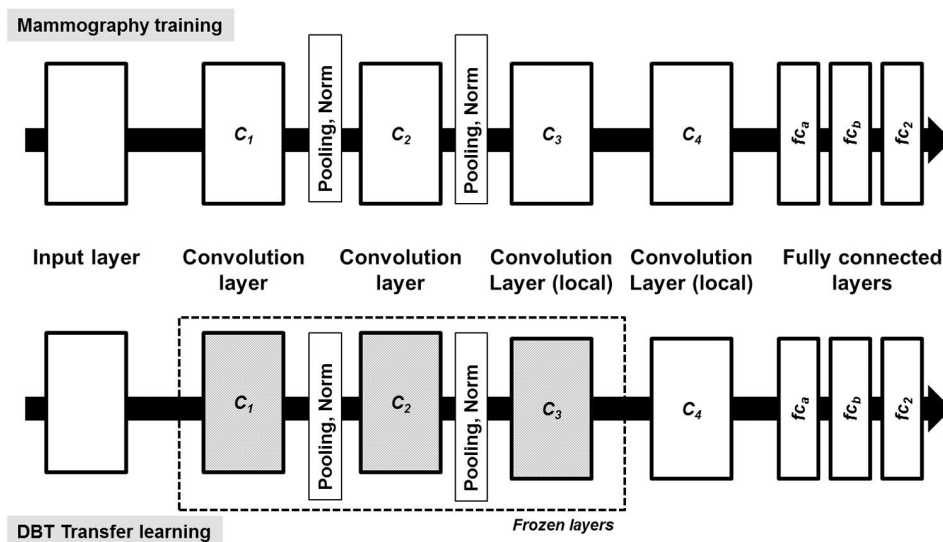 Mammography training
C1
Pooling, Norm
C2
Pooling, Norm
C3
C4
fca
fcb
fc2
Input layer
Convolution
layer
Convolution
layer
Convolution
Layer (local)
Convolution
Layer (local)
Fully connected
layers
C1
Pooling, Norm
C2
Pooling, Norm
C3
C4
fca
fcb
fc2
Frozen layers
DBT Transfer learning